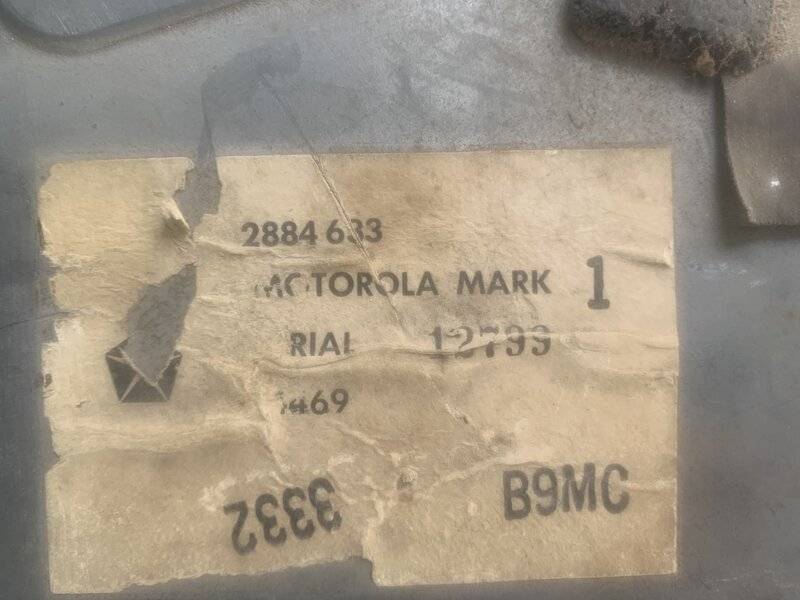 2884 633
MOTOROLA MARK 1
RIAL 12799
469
3332 B9MC